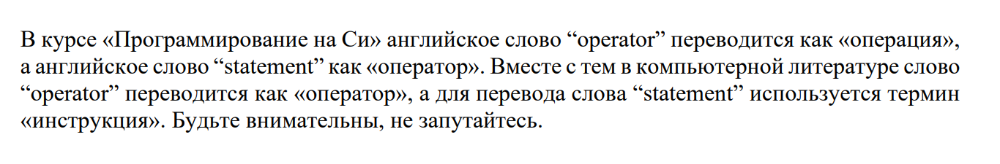 В курсе «Программирование на Си» английское слово “operator” переводится как «операция»,
а английское слово “statement” как «оператор». Вместе с тем в компьютерной литературе слово
“operator” переводится как «оператор», а для перевода слова “statement” используется термин
«инструкция». Будьте внимательны, не запутайтесь.